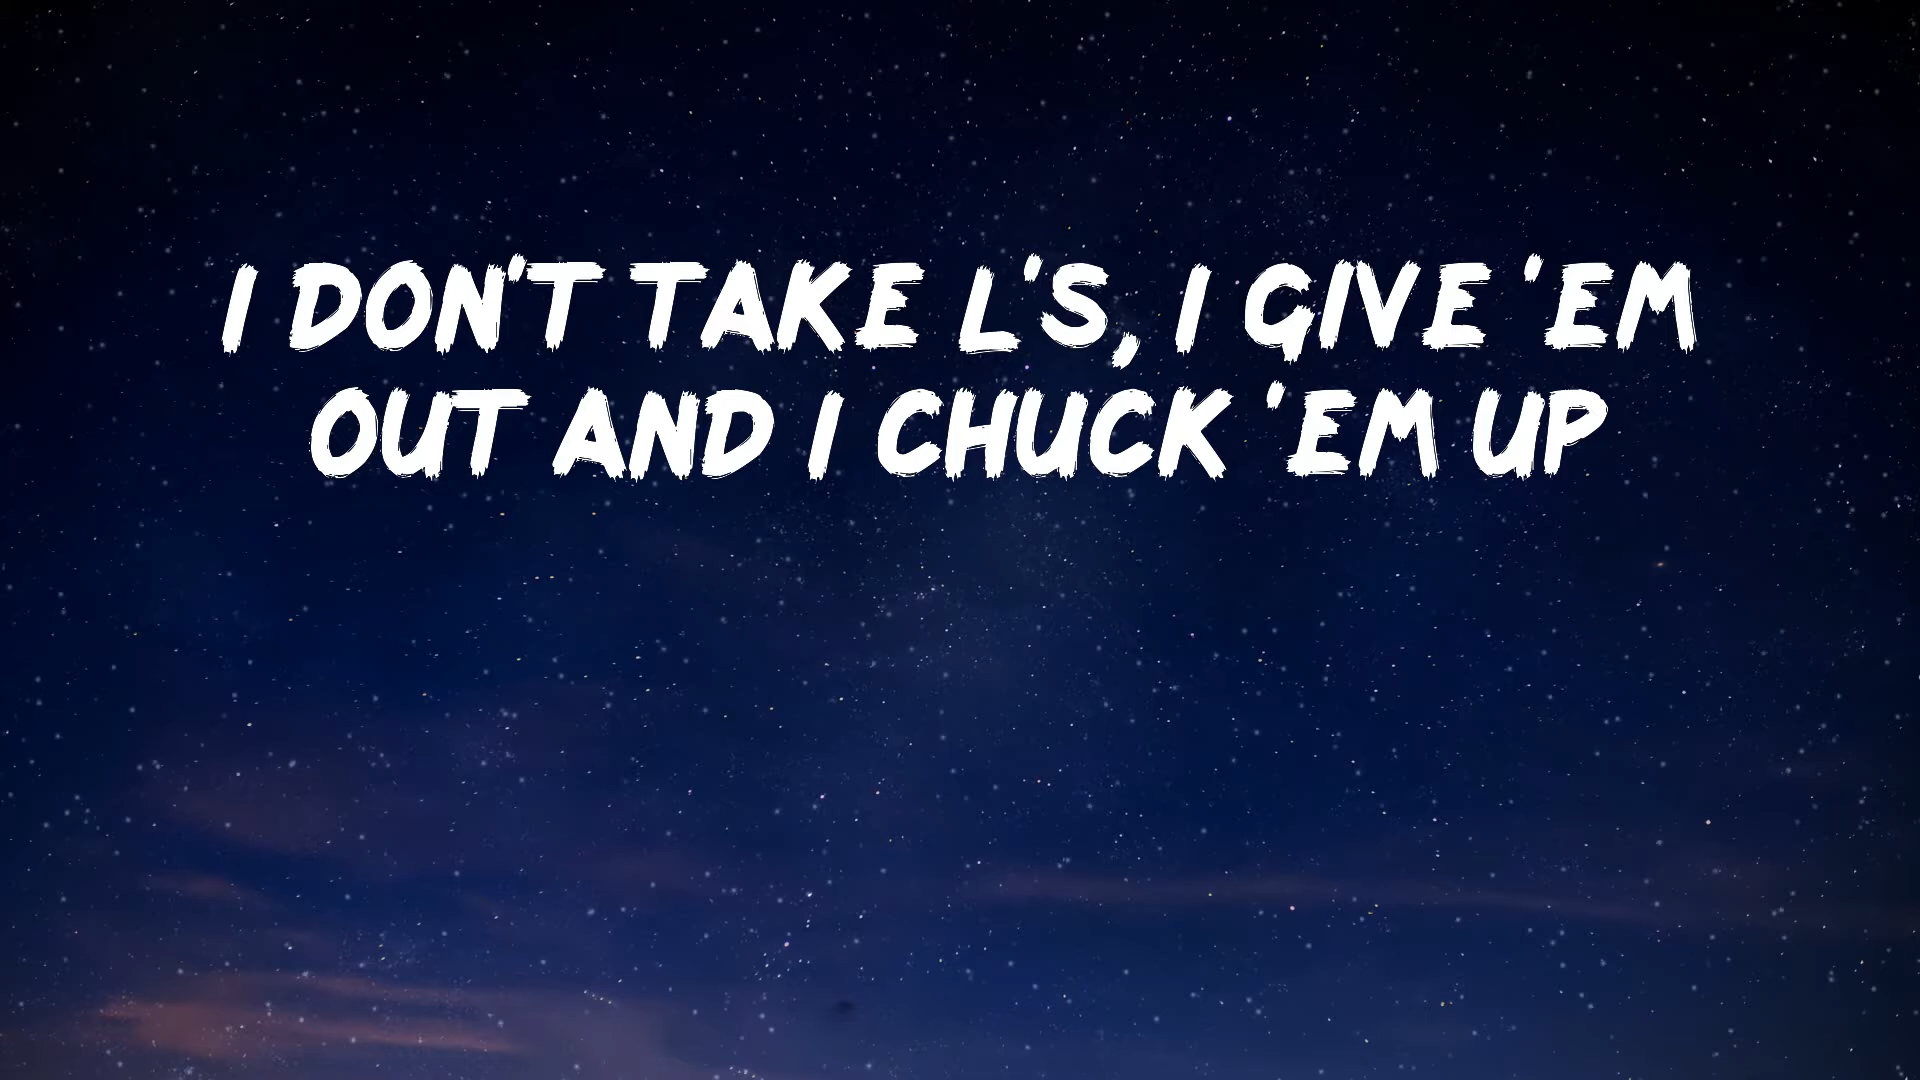 I DON'T TAKE L'S, I GIVE 'EM
OUT AND I CHUCK 'EM UP